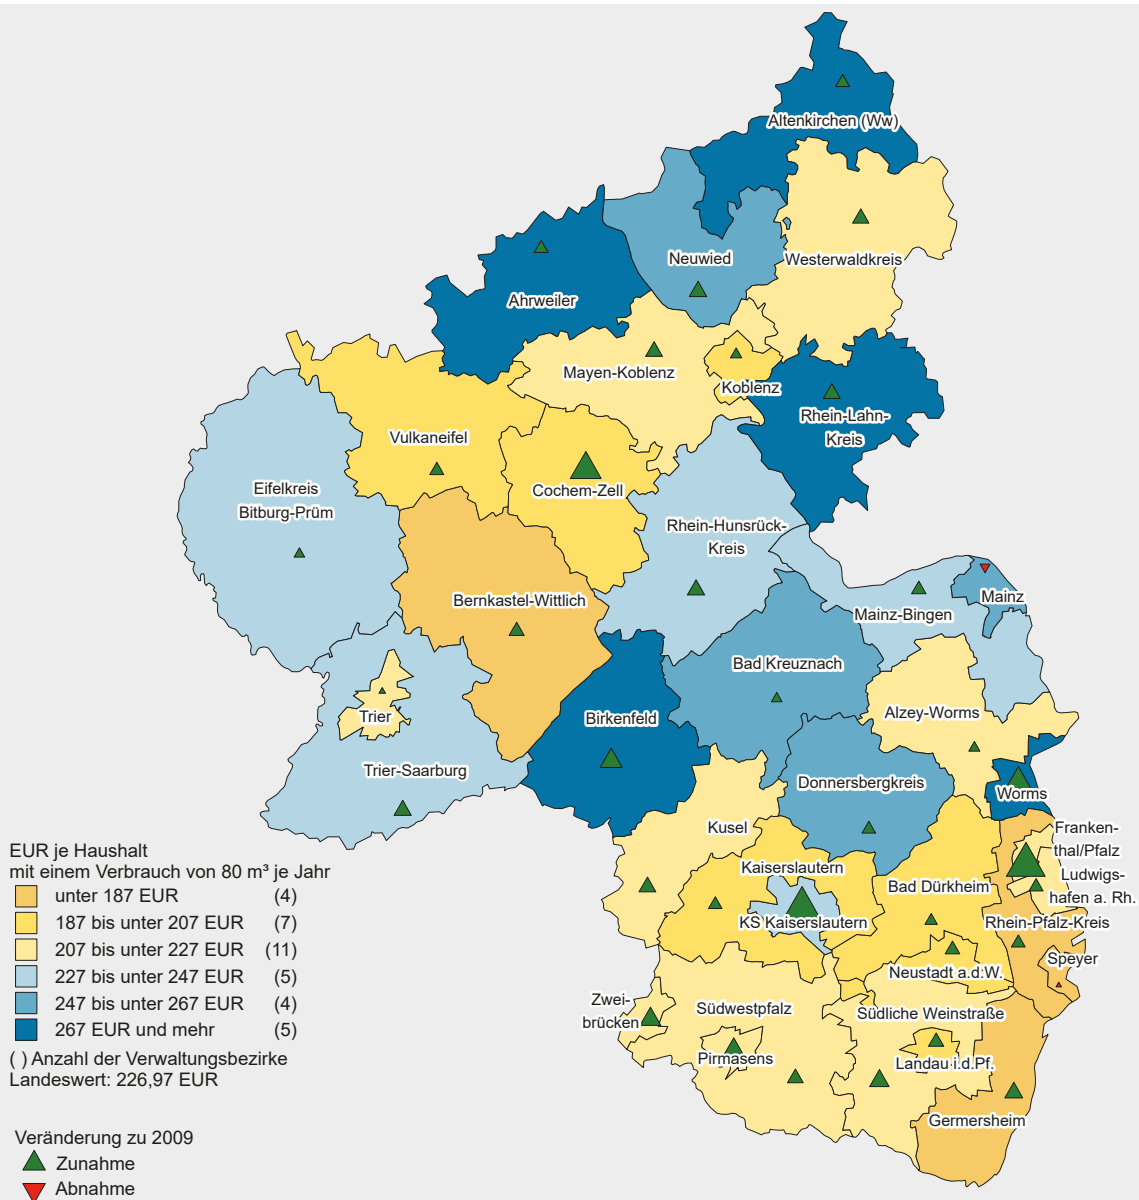 Altenkirchen (Ww)
Neuwied
Westerwaldkreis
Ahrweiler
Mayen-Koblenz
Koblenz
Rhein-Lahn-
Kreis
Vulkaneifel
Cochem-Zell
Eifelkreis
Bitburg-Prüm
Rhein-Hunsrück-
Kreis
Bernkastel-Wittlich
Mainz
Mainz-Bingen
Bad Kreuznach
Trier
Birkenfeld
Alzey-Worms
Trier-Saarburg
Donnersbergkreis
Worms
Kusel
Franken-
thal/Pfalz
Ludwigs-
hafen a. Rh.
Kaiserslautern
Bad Dürkheim
KS Kaiserslautern
Rhein-Pfalz-Kreis
Speyer
Neustadt a.d.W.
Zwei-
brücken
Südwestpfalz
Südliche Weinstraße
Pirmasens
Landau i.d.Pf.
Germersheim
EUR je Haushalt
mit einem Verbrauch von 80 m³ je Jahr
unter 187 EUR (4)
187 bis unter 207 EUR (7)
207 bis unter 227 EUR (11)
227 bis unter 247 EUR (5)
247 bis unter 267 EUR (4)
267 EUR und mehr (5)
( ) Anzahl der Verwaltungsbezirke
Landeswert: 226,97 EUR
Veränderung zu 2009
Zunahme
Abnahme